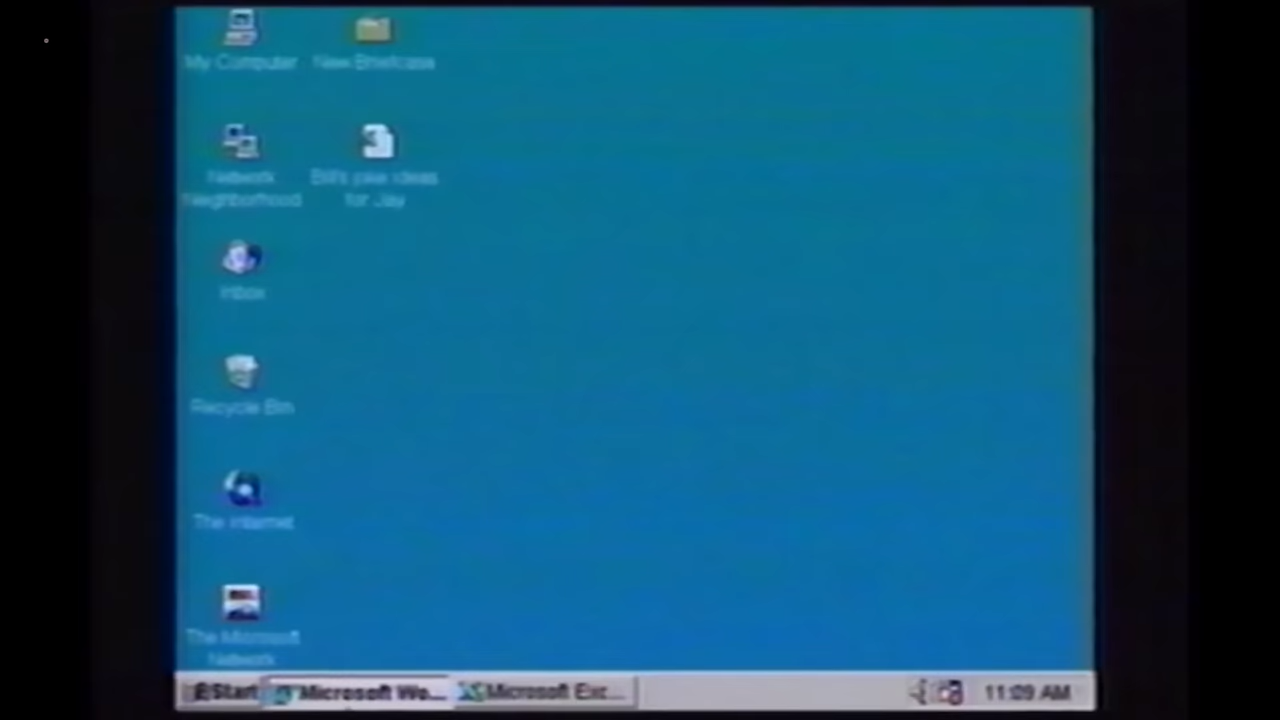 My Computer
New Briefcase
Network
Neighborhood
Bill's joke ideas
for Jay
Inbox
Recycle Bin
The Internet
The Microsoft
Network
Start
Microsoft Wo...
Microsoft Exc...
11:09 AM